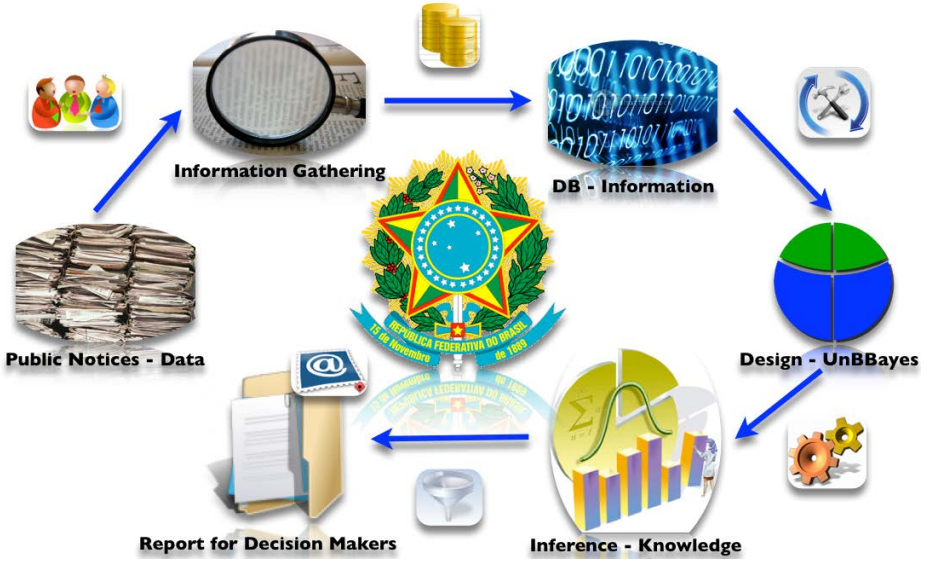 Information Gathering
DB - Information
Public Notices - Data
Design - UnBBayes
REPÚBLICA FEDERATIVA DO BRASIL
15 de Novembro
de 1889
@
Σ
Report for Decision Makers
Inference - Knowledge